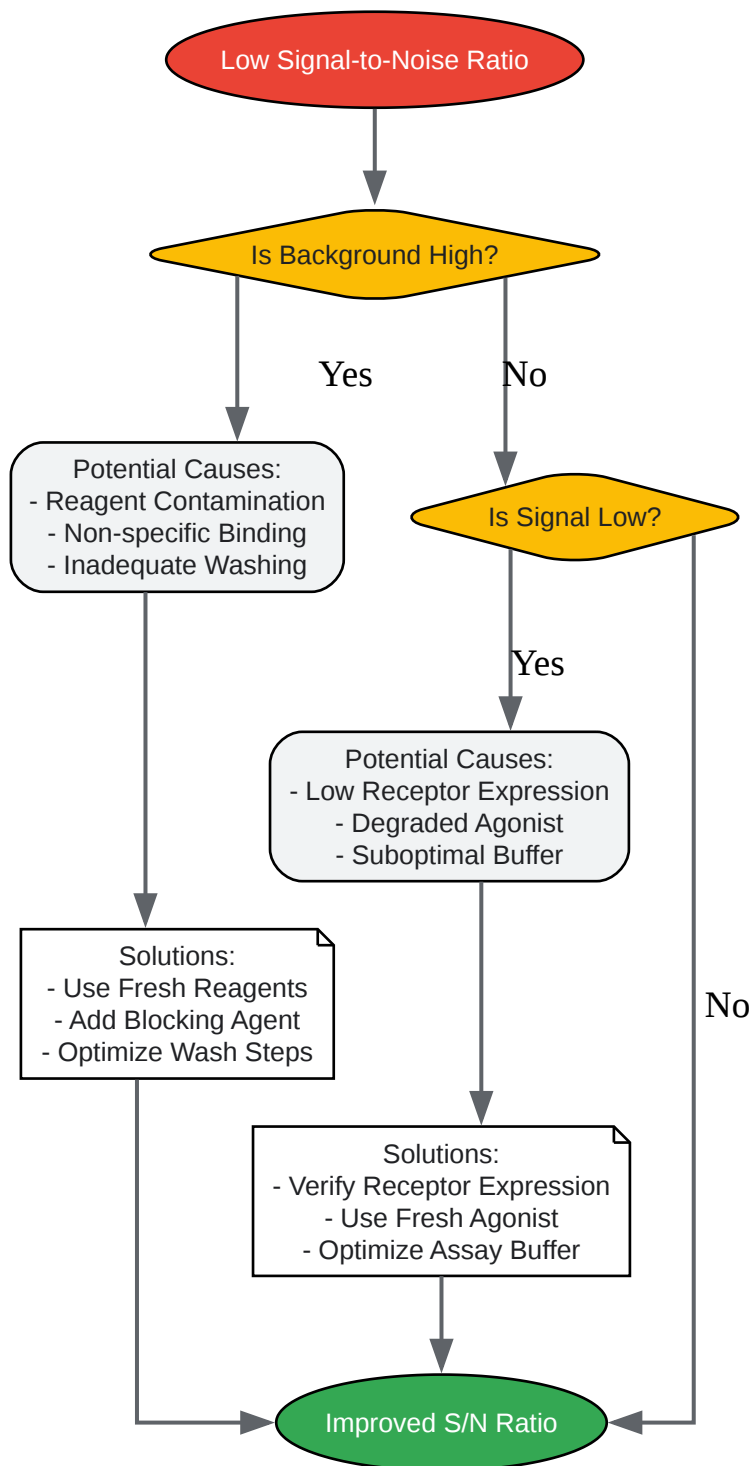 Low Signal-to-Noise Ratio
Is Background High?
Yes
No
Potential Causes:
- Reagent Contamination
- Non-specific Binding
- Inadequate Washing
Is Signal Low?
Yes
Potential Causes:
- Low Receptor Expression
- Degraded Agonist
- Suboptimal Buffer
Solutions:
- Use Fresh Reagents
- Add Blocking Agent
- Optimize Wash Steps
No
Solutions:
- Verify Receptor Expression
- Use Fresh Agonist
- Optimize Assay Buffer
Improved S/N Ratio